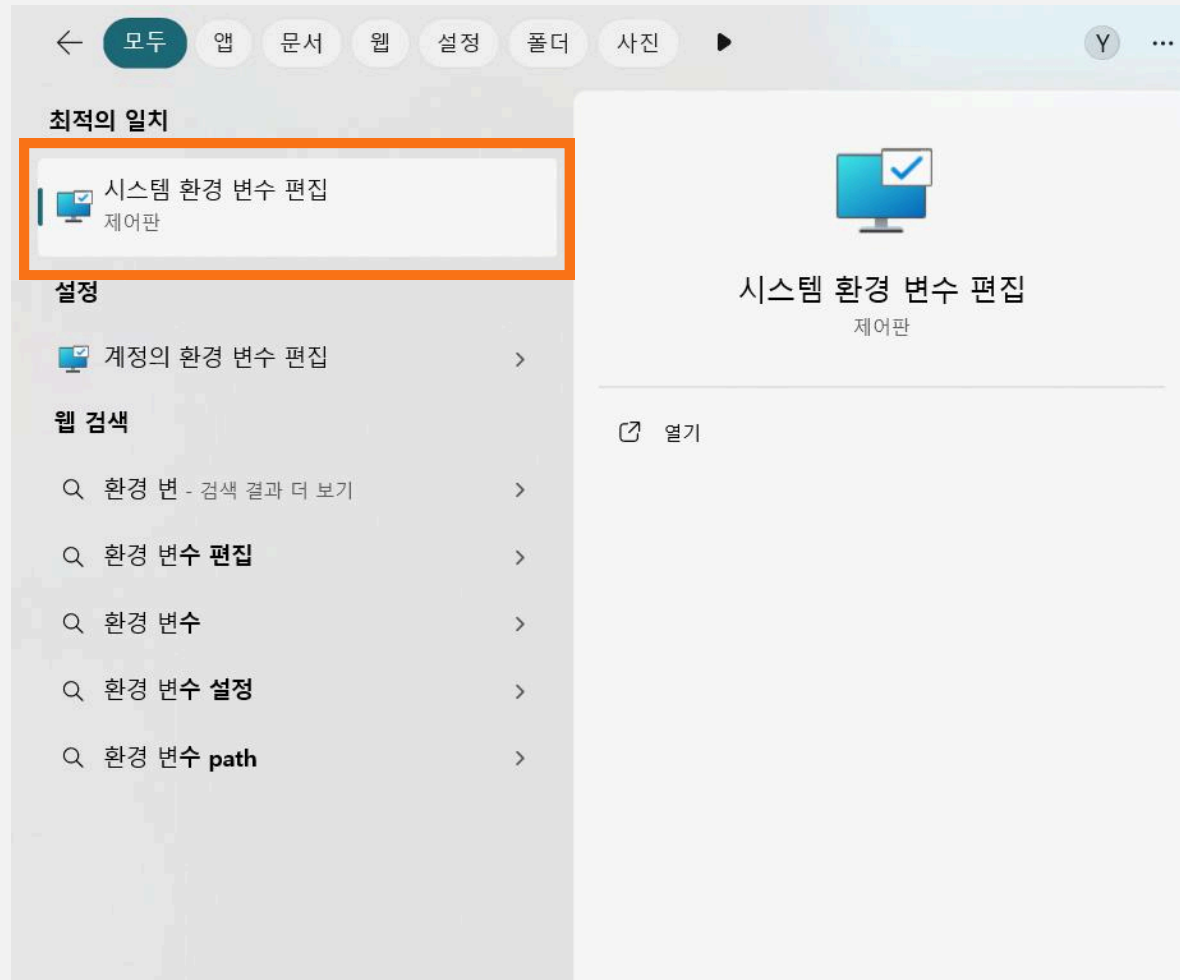 모두 앱 문서 웹 설정 폴더 사진 Y
최적의 일치
시스템 환경 변수 편집
제어판
설정
계정의 환경 변수 편집
웹 검색
환경 변 - 검색 결과 더 보기
환경 변수 편집
환경 변수
환경 변수 설정
환경 변수 path
시스템 환경 변수 편집
제어판
열기